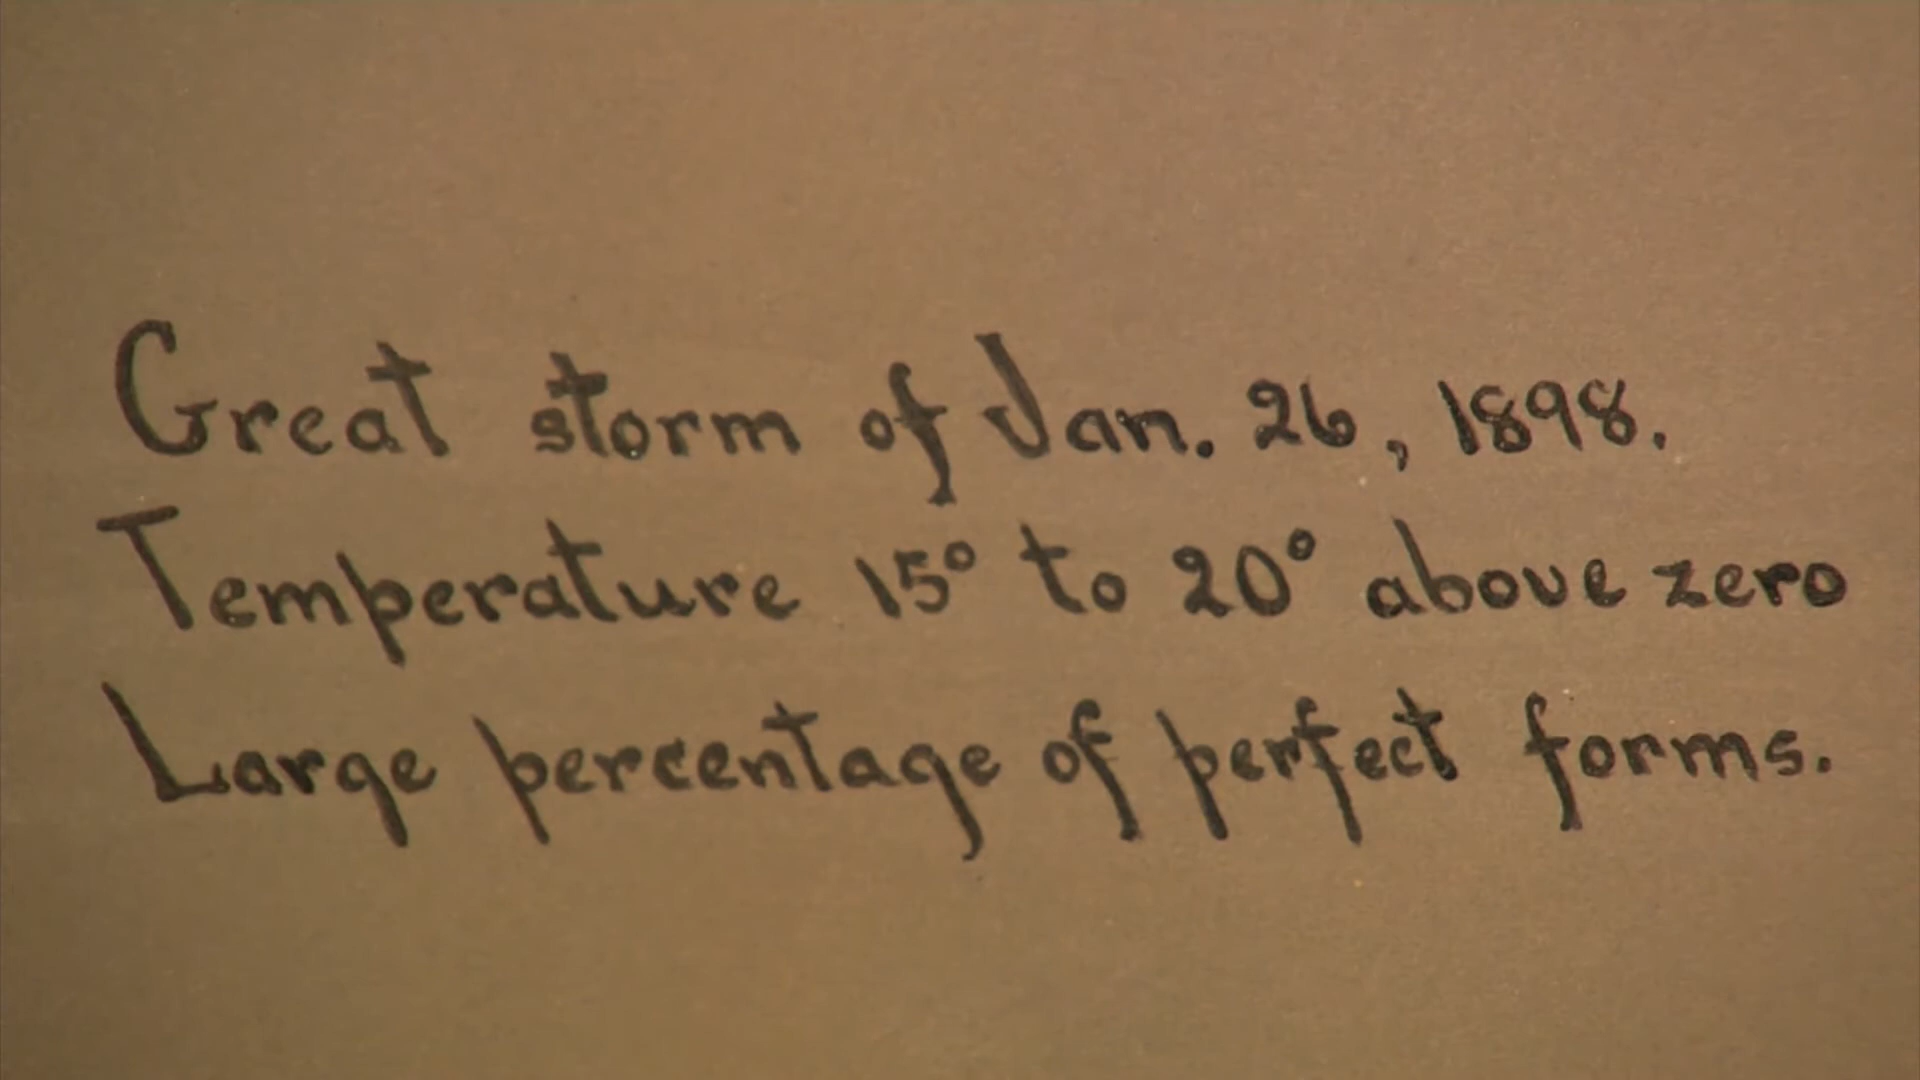 Great storm of Jan. 26, 1898.
Temperature 15° to 20° above zero
Large percentage of perfect forms.